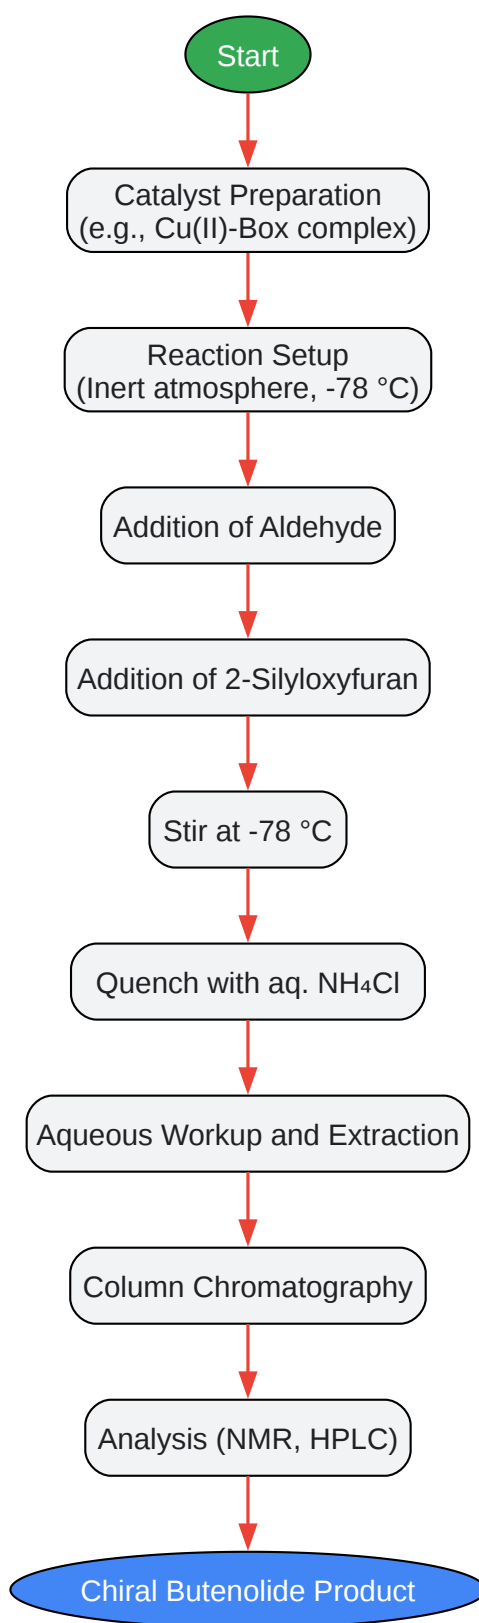 Start
Catalyst Preparation
(e.g., Cu(II)-Box complex)
Reaction Setup
(Inert atmosphere, -78 °C)
Addition of Aldehyde
Addition of 2-Silyloxyfuran
Stir at -78 °C
Quench with aq. NH₄Cl
Aqueous Workup and Extraction
Column Chromatography
Analysis (NMR, HPLC)
Chiral Butenolide Product